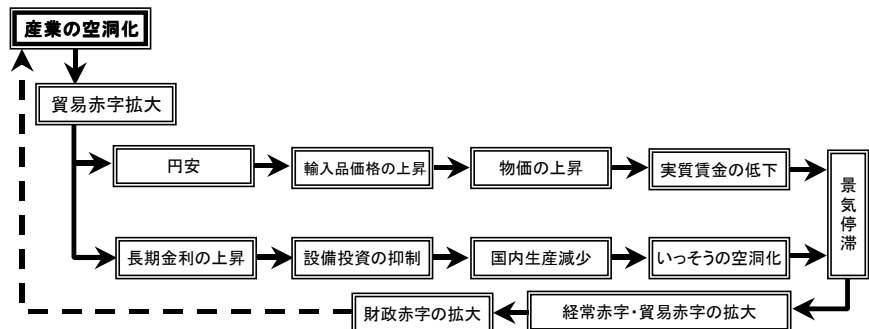 産業の空洞化
貿易赤字拡大
円安
輸入品価格の上昇
物価の上昇
実質賃金の低下
景気停滞
長期金利の上昇
設備投資の抑制
国内生産減少
いっそうの空洞化
財政赤字の拡大
経常赤字・貿易赤字の拡大